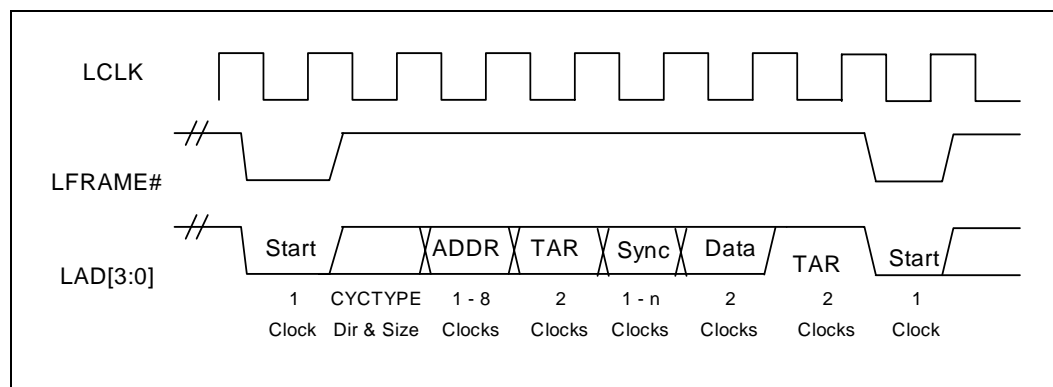 LCLK
LFRAME#
LAD[3:0]
Start ADDR TAR Sync Data TAR Start
1 CYCTYPE 1 - 8 2 1 - n 2 2 1
Clock Dir & Size Clocks Clocks Clocks Clocks Clocks Clock